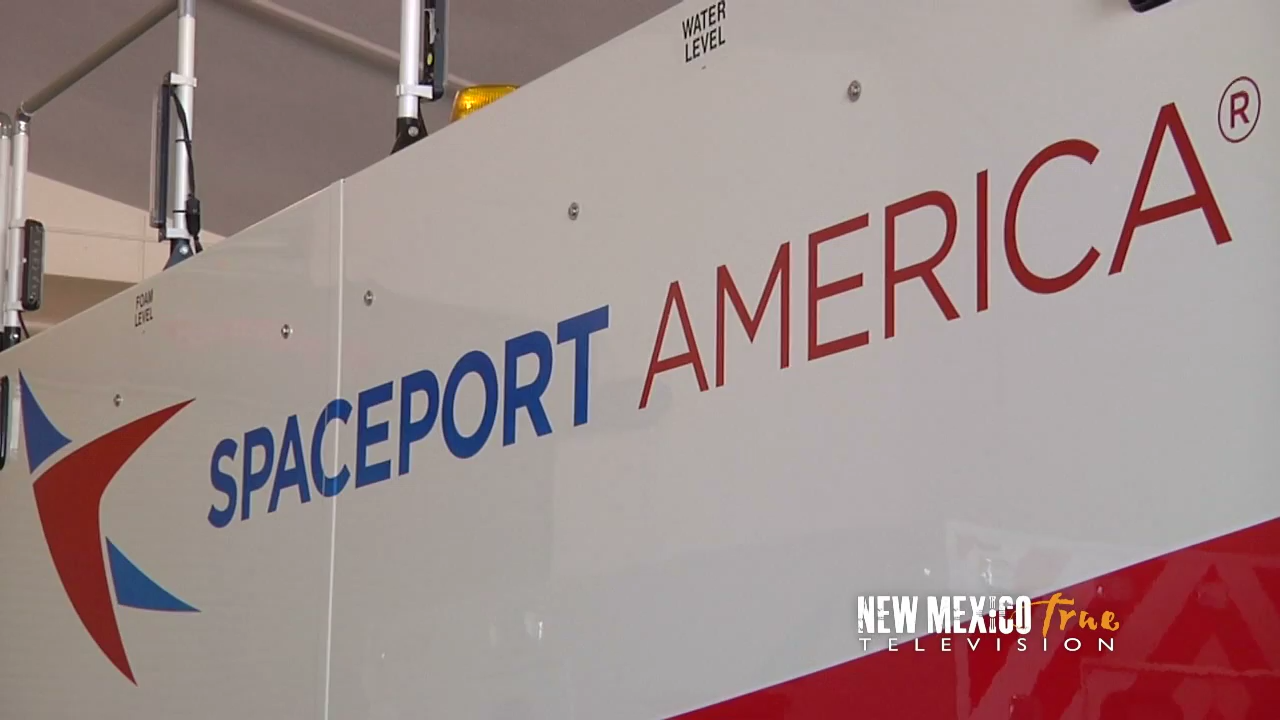 WATER
LEVEL
FOAM
LEVEL
SPACEPORT AMERICA®
NEW MEXICO True
TELEVISION